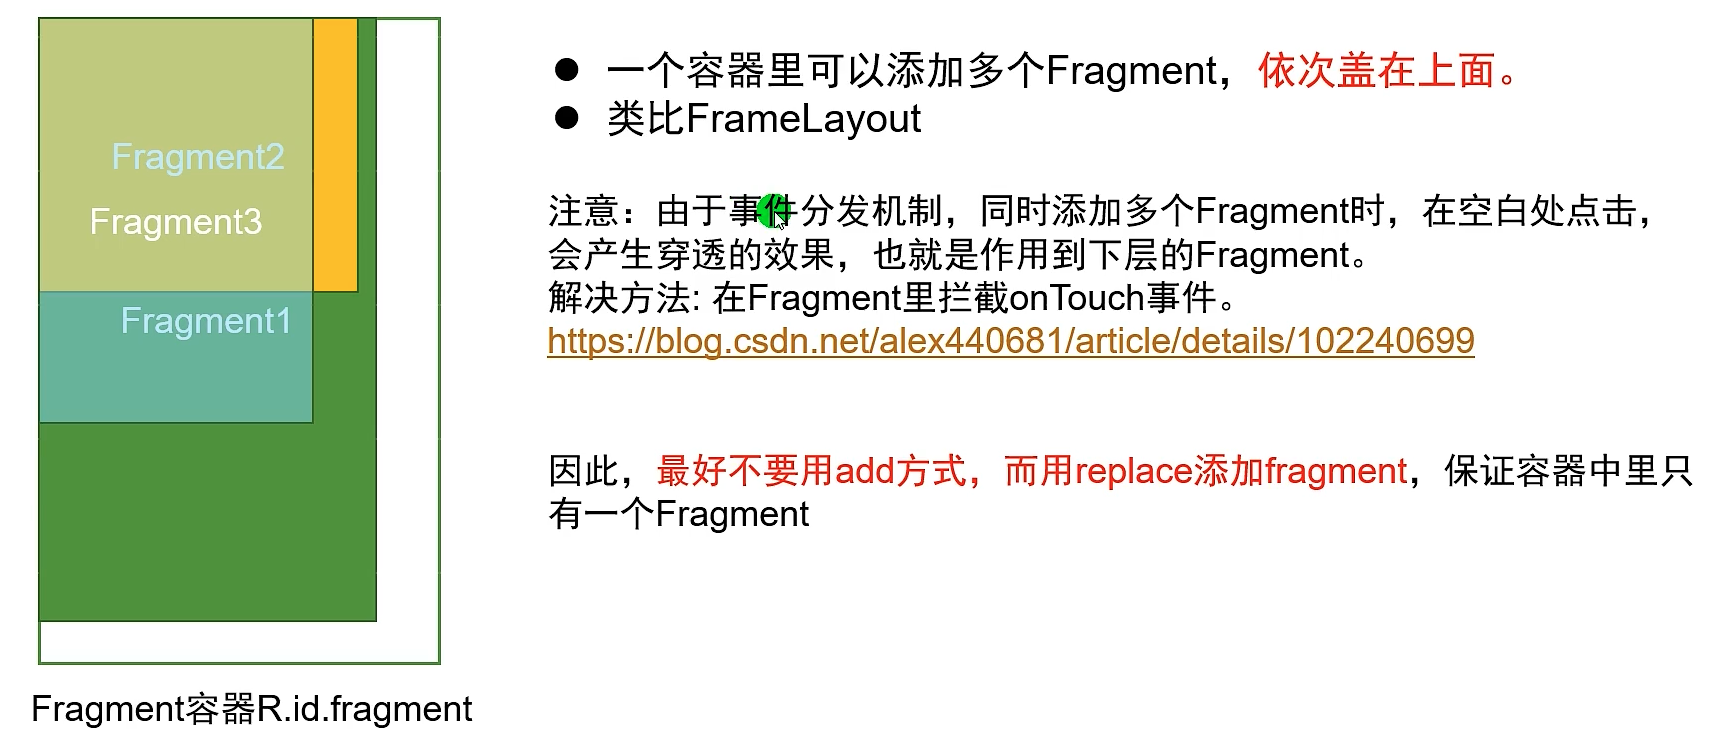 Fragment2
Fragment3
Fragment1
Fragment容器R.id.fragment
● 一个容器里可以添加多个Fragment，依次盖在上面。
● 类比FrameLayout
注意：由于事件分发机制，同时添加多个Fragment时，在空白处点击，
会产生穿透的效果，也就是作用到下层的Fragment。
解决方法: 在Fragment里拦截onTouch事件。
https://blog.csdn.net/alex440681/article/details/102240699
因此，最好不要用add方式，而用replace添加fragment，保证容器中里只
有一个Fragment